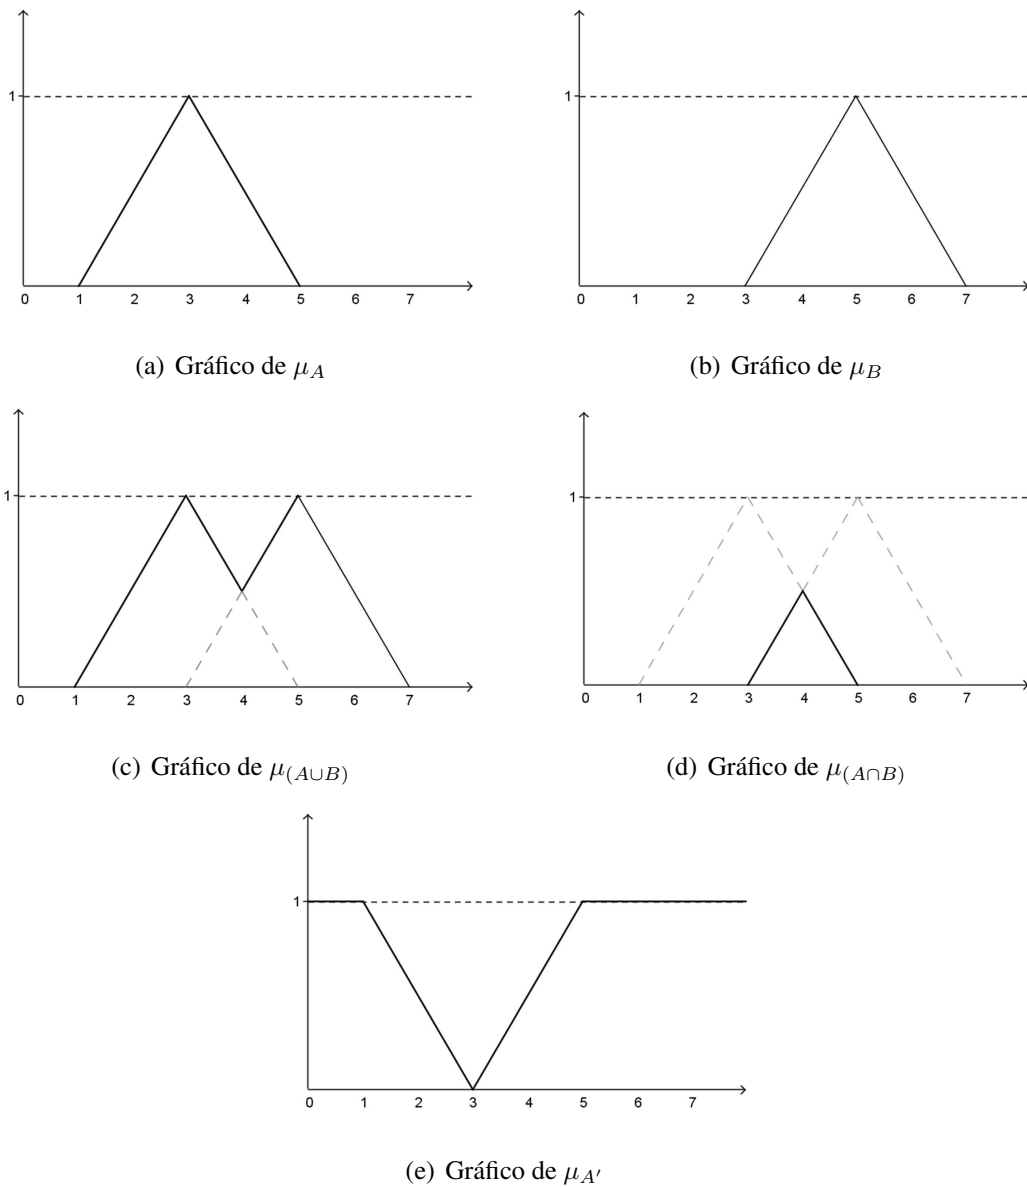 1
0 1 2 3 4 5 6 7
(a) Gráfico de μ_A
1
0 1 2 3 4 5 6 7
(b) Gráfico de μ_B
1
0 1 2 3 4 5 6 7
(c) Gráfico de μ_(A∪B)
1
0 1 2 3 4 5 6 7
(d) Gráfico de μ_(A∩B)
1
0 1 2 3 4 5 6 7
(e) Gráfico de μ_A′